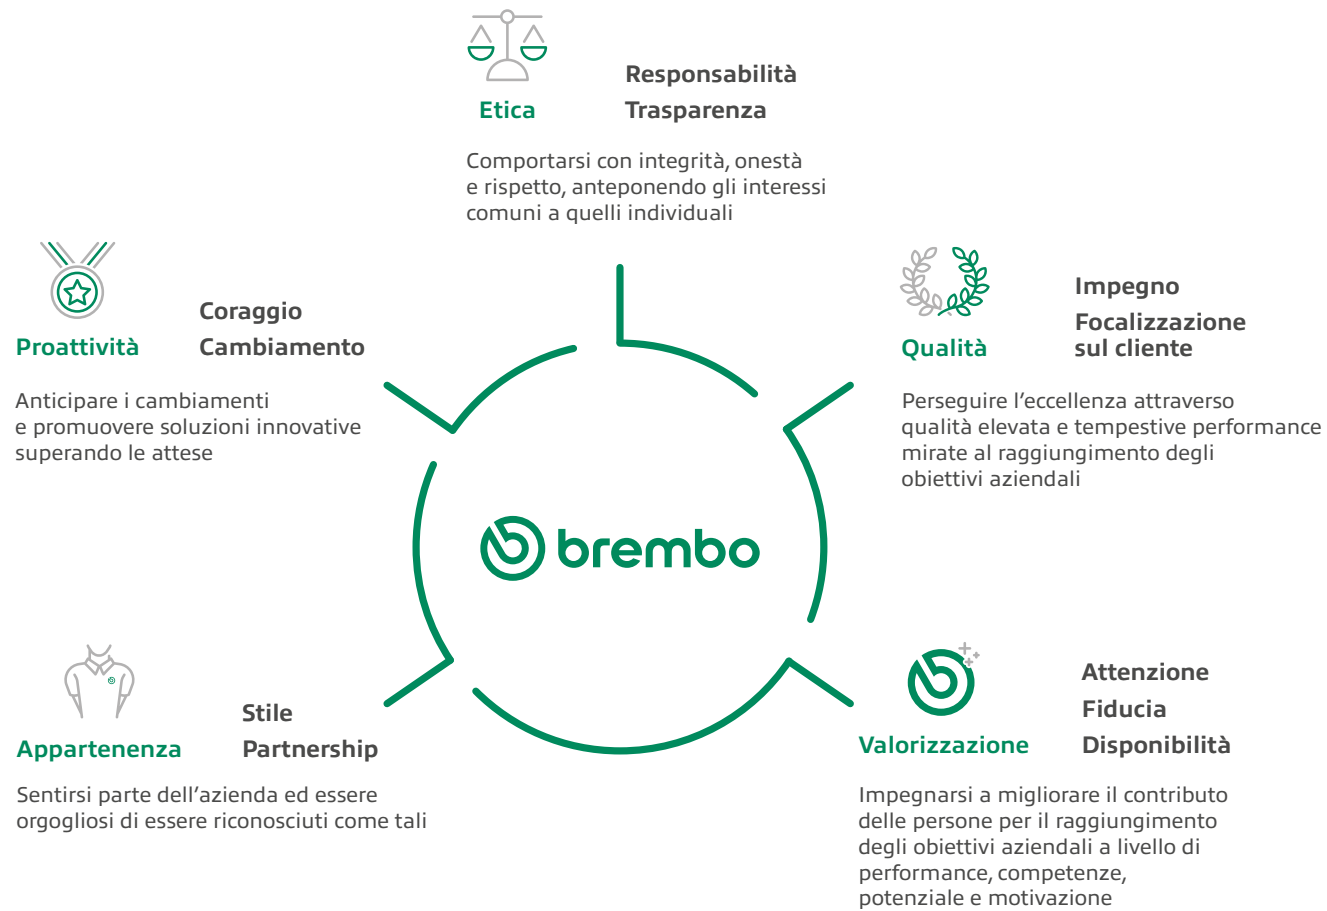 Etica
Responsabilità
Trasparenza
Comportarsi con integrità, onestà
e rispetto, anteponendo gli interessi
comuni a quelli individuali
Proattività
Coraggio
Cambiamento
Anticipare i cambiamenti
e promuovere soluzioni innovative
superando le attese
Qualità
Impegno
Focalizzazione
sul cliente
Perseguire l’eccellenza attraverso
qualità elevata e tempestive performance
mirate al raggiungimento degli
obiettivi aziendali
brembo
Appartenenza
Stile
Partnership
Sentirsi parte dell’azienda ed essere
orgogliosi di essere riconosciuti come tali
Valorizzazione
Attenzione
Fiducia
Disponibilità
Impegnarsi a migliorare il contributo
delle persone per il raggiungimento
degli obiettivi aziendali a livello di
performance, competenze,
potenziale e motivazione